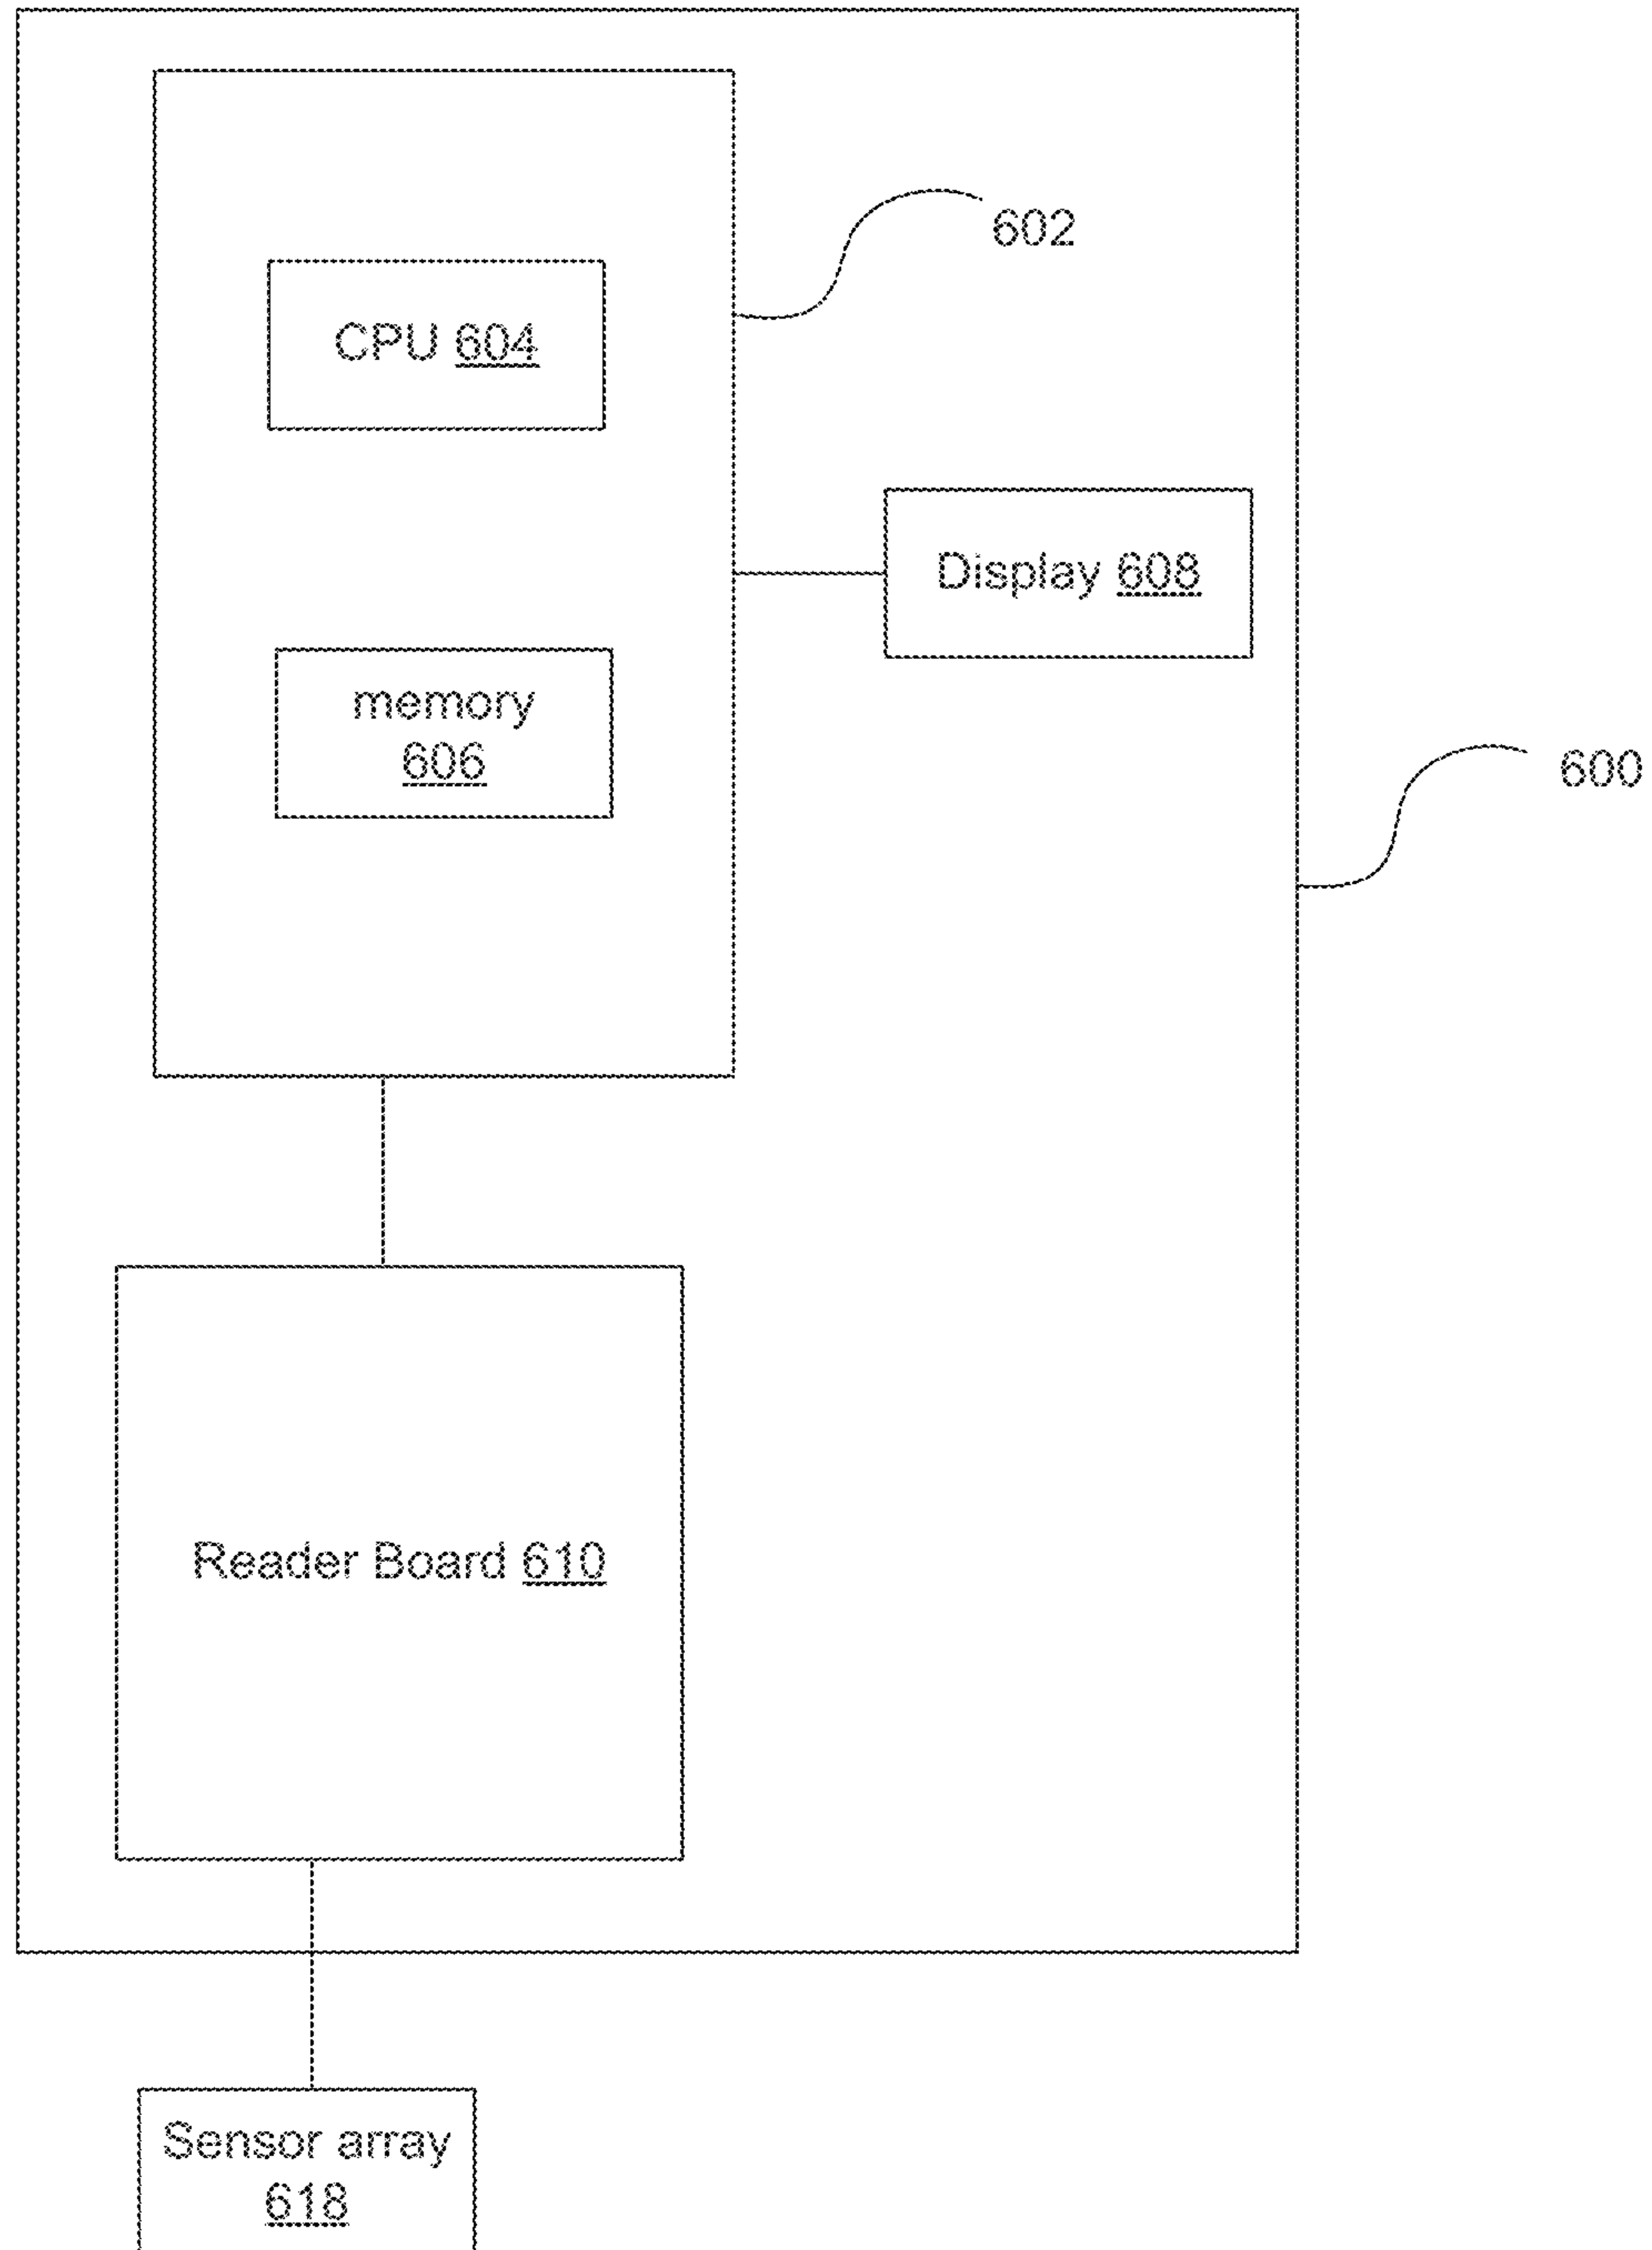 602
CPU 604
Display 608
memory
606
600
Reader Board 610
Sensor array
618